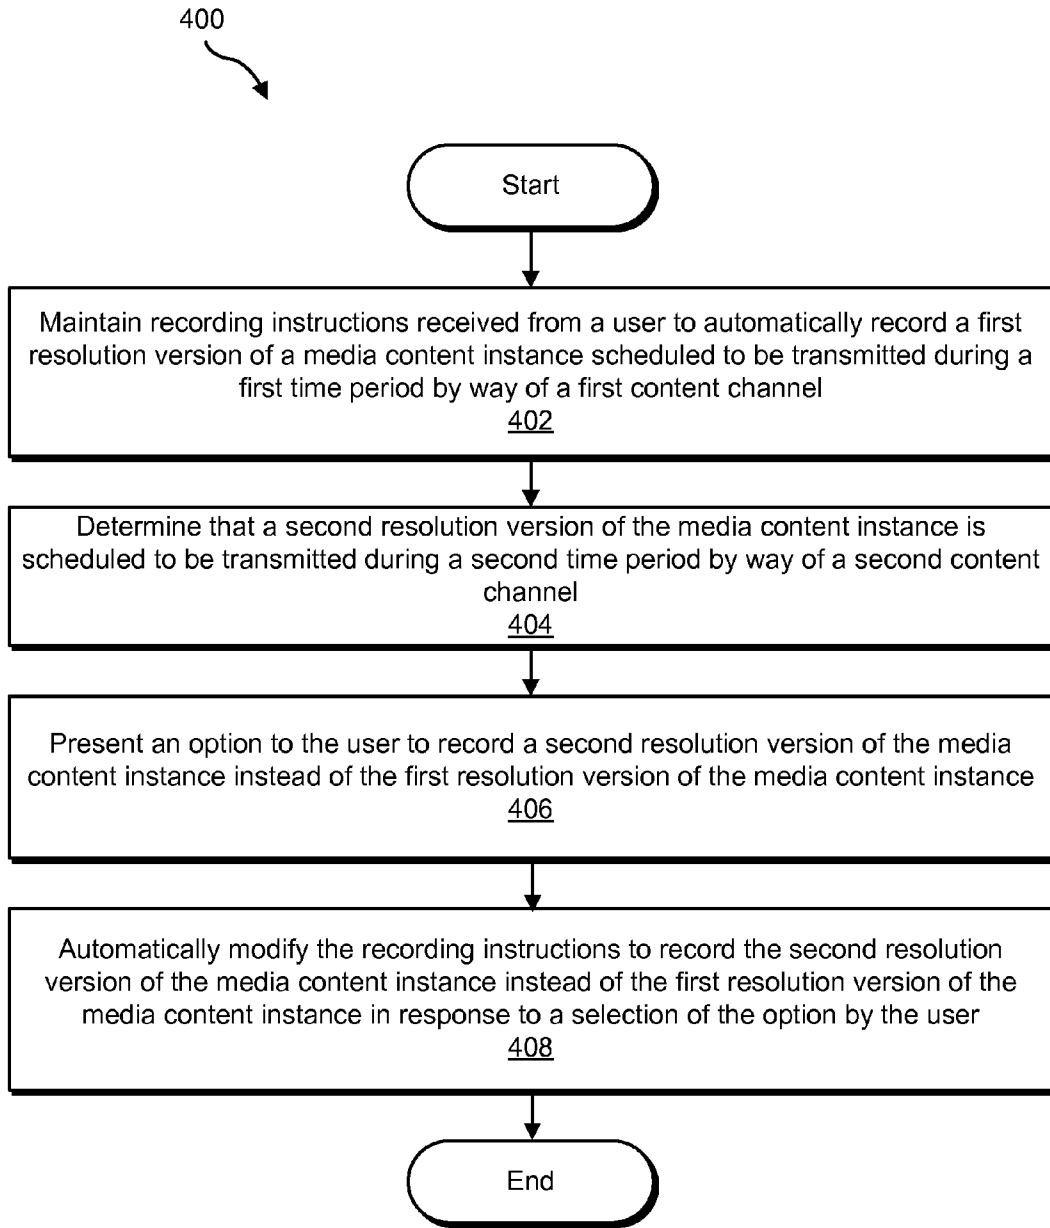 400
Start
Maintain recording instructions received from a user to automatically record a first
resolution version of a media content instance scheduled to be transmitted during a
first time period by way of a first content channel
402
Determine that a second resolution version of the media content instance is
scheduled to be transmitted during a second time period by way of a second content
channel
404
Present an option to the user to record a second resolution version of the media
content instance instead of the first resolution version of the media content instance
406
Automatically modify the recording instructions to record the second resolution
version of the media content instance instead of the first resolution version of the
media content instance in response to a selection of the option by the user
408
End